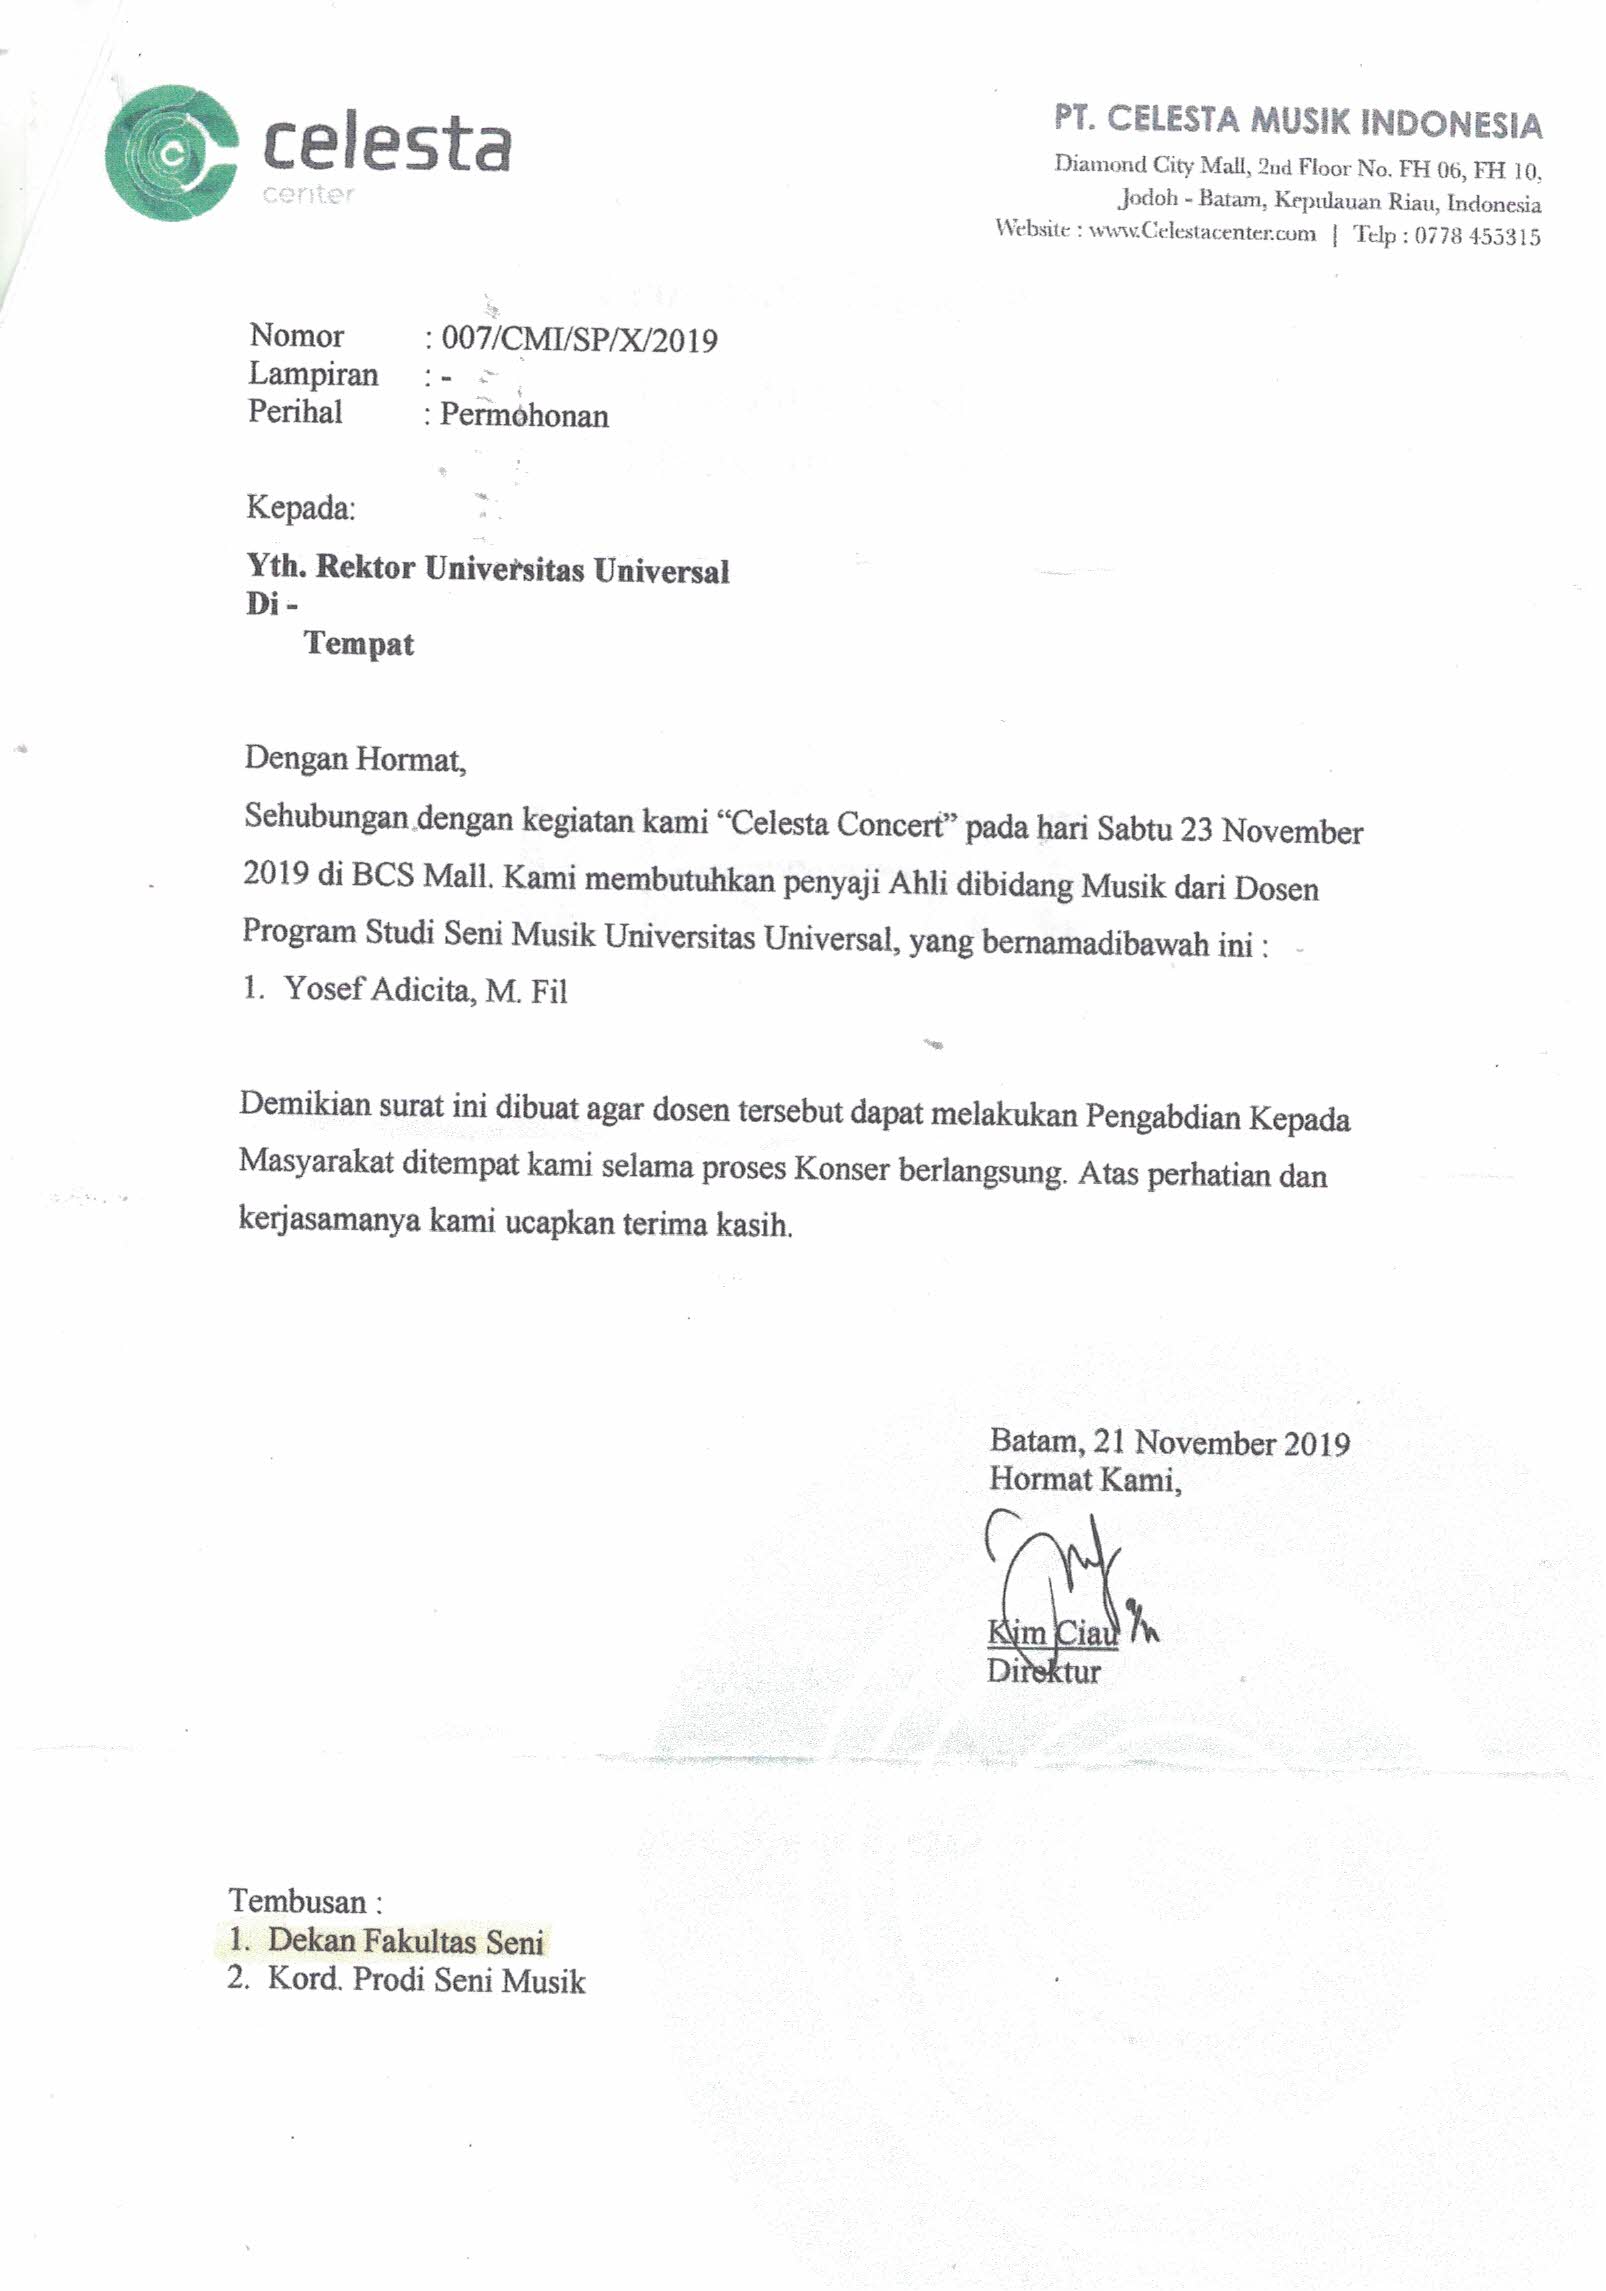 celesta
center
PT. CELESTA MUSIK INDONESIA
Diamond City Mall, 2nd Floor No. FH 06, FH 10,
Jodoh - Batam, Kepulauan Riau, Indonesia
Website : www.Celestacenter.com | Telp : 0778 455315
Nomor : 007/CMI/SP/X/2019
Lampiran : -
Perihal : Permohonan
Kepada:
Yth. Rektor Universitas Universal
Di -
Tempat
Dengan Hormat,
Sehubungan dengan kegiatan kami “Celesta Concert” pada hari Sabtu 23 November
2019 di BCS Mall. Kami membutuhkan penyaji Ahli dibidang Musik dari Dosen
Program Studi Seni Musik Universitas Universal, yang bernamadibawah ini :
1. Yosef Adicita, M. Fil
Demikian surat ini dibuat agar dosen tersebut dapat melakukan Pengabdian Kepada
Masyarakat ditempat kami selama proses Konser berlangsung. Atas perhatian dan
kerjasamanya kami ucapkan terima kasih.
Batam, 21 November 2019
Hormat Kami,
Kim Ciau
Direktur
Tembusan :
1. Dekan Fakultas Seni
2. Kord. Prodi Seni Musik